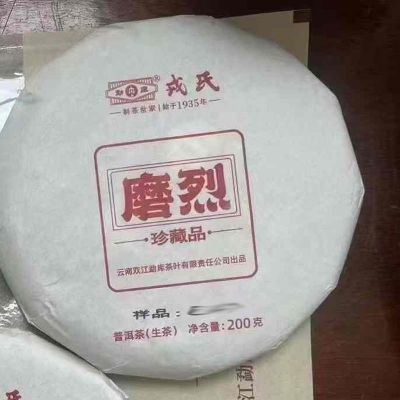 勐库® 戎氏
制茶世家 | 始于1935年
磨烈
·珍藏品·
云南双江勐库茶叶有限责任公司出品
样品：
普洱茶(生茶) 净含量：200克
江勐